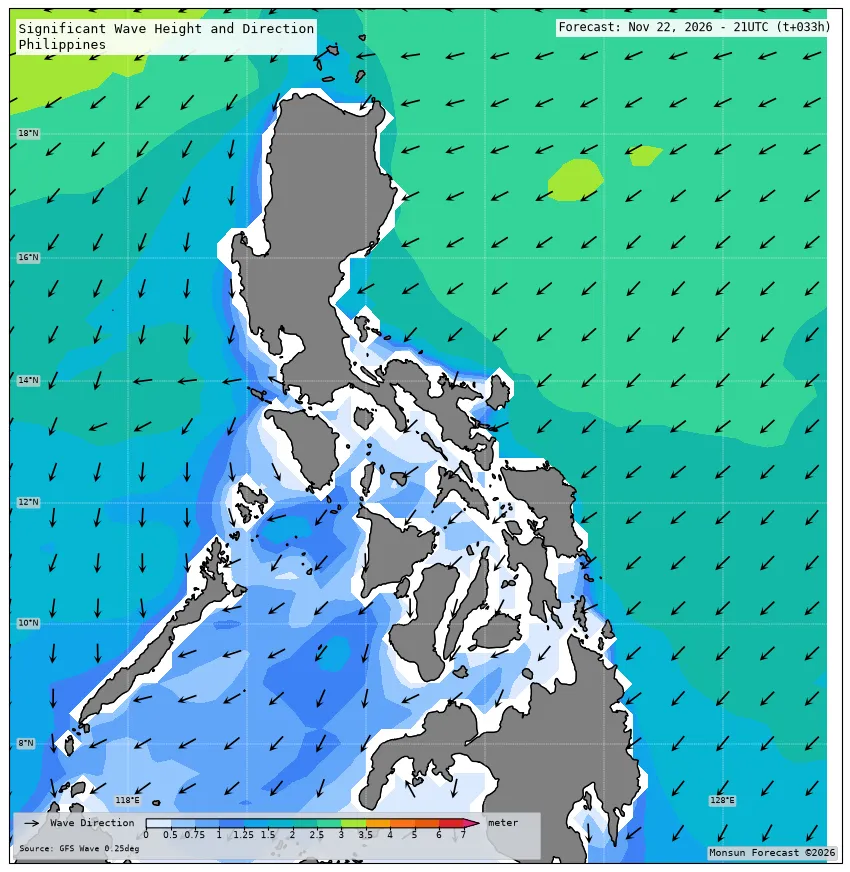 Significant Wave Height and Direction
Philippines
Forecast: Nov 22, 2026 - 21UTC (t+033h)
18°N
16°N
14°N
12°N
10°N
8°N
118°E
128°E
Wave Direction
0 0.5 0.75 1 1.25 1.5 2 2.5 3 3.5 4 5 6 7
meter
Source: GFS Wave 0.25deg
Monsun Forecast ©2026